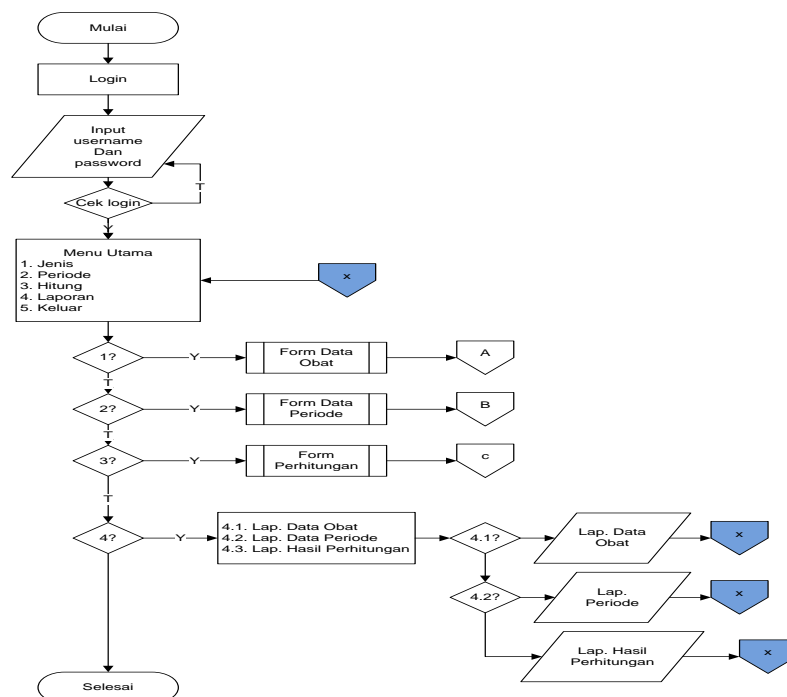 Mulai
Login
Input
username
Dan
password
T
Cek login
Y
Menu Utama
1. Jenis
2. Periode
3. Hitung
4. Laporan
5. Keluar
x
1?
Y
Form Data
Obat
A
T
2?
Y
Form Data
Periode
B
T
3?
Y
Form
Perhitungan
c
T
4?
Y
4.1. Lap. Data Obat
4.2. Lap. Data Periode
4.3. Lap. Hasil Perhitungan
4.1?
Lap. Data
Obat
x
4.2?
Lap.
Periode
x
Lap. Hasil
Perhitungan
x
Selesai